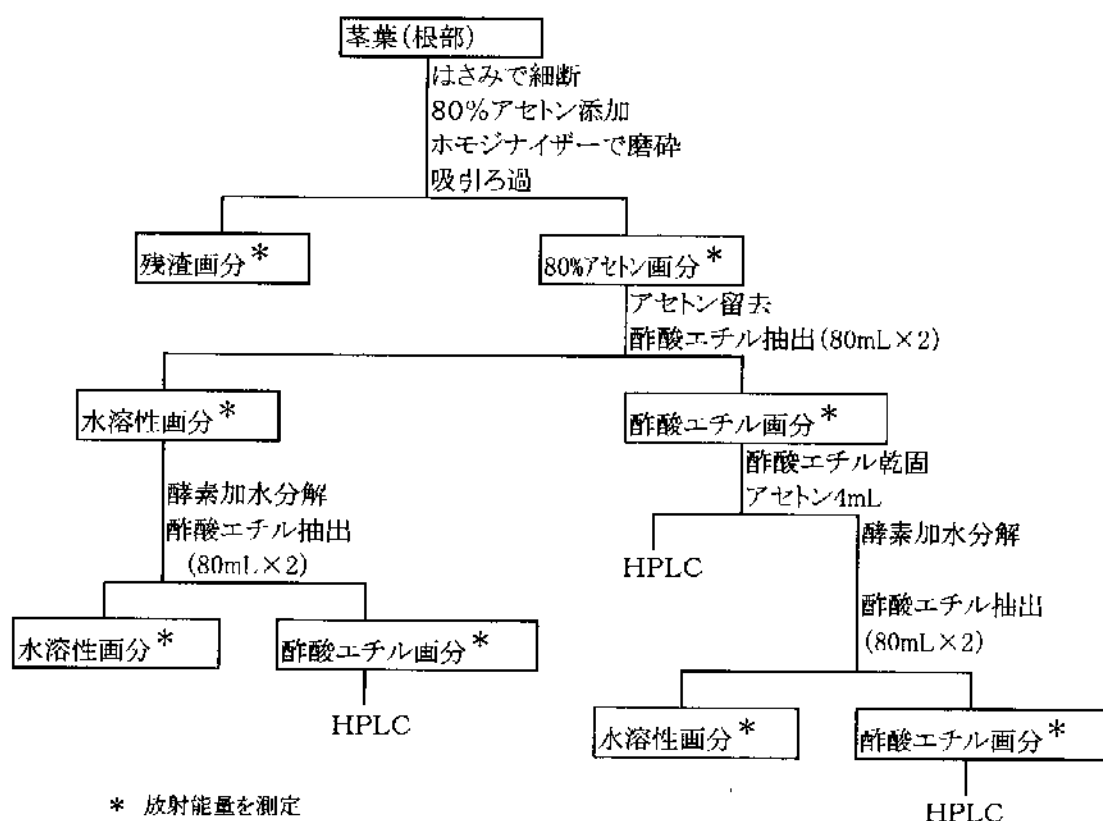 茎葉(根部)
はさみで細断
80%アセトン添加
ホモジナイザーで磨砕
吸引ろ過
残渣画分*
80%アセトン画分*
アセトン留去
酢酸エチル抽出(80mL×2)
水溶性画分*
酢酸エチル画分*
酵素加水分解
酢酸エチル抽出
(80mL×2)
酢酸エチル乾固
アセトン4mL
HPLC
酵素加水分解
酢酸エチル抽出
(80mL×2)
水溶性画分*
酢酸エチル画分*
HPLC
水溶性画分*
酢酸エチル画分*
HPLC
* 放射能量を測定